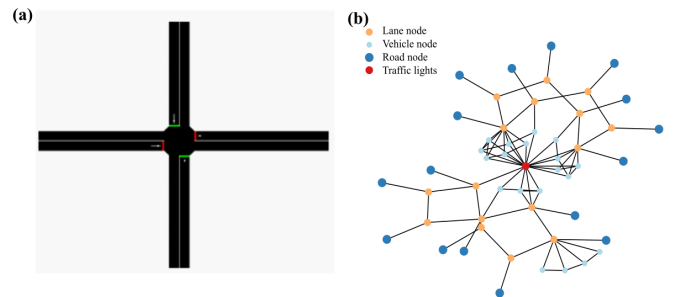 (a)
(b)
Lane node
Vehicle node
Road node
Traffic lights